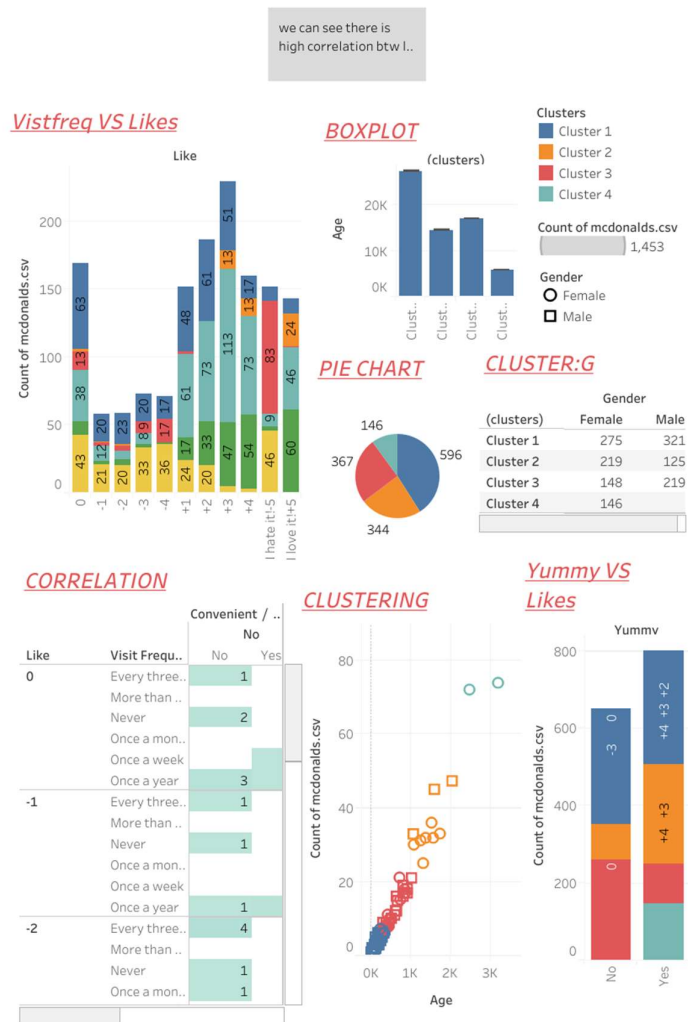 we can see there is
high correlation btw l..
Vistfreq VS Likes
Like
Count of mcdonalds.csv
200
150
100
50
0
63
13
38
43
20
12
21
23
20
20
9
8
33
17
17
36
48
61
17
24
61
73
33
20
51
13
113
47
17
13
73
54
83
9
46
24
46
60
0
-1
-2
-3
-4
+1
+2
+3
+4
I hate it!-5
I love it!+5
BOXPLOT
(clusters)
Age
20K
10K
0K
Clust..
Clust..
Clust..
Clust..
Clusters
Cluster 1
Cluster 2
Cluster 3
Cluster 4
Count of mcdonalds.csv
1,453
Gender
Female
Male
PIE CHART
146
367
596
344
CLUSTER:G
Gender
(clusters) Female Male
Cluster 1 275 321
Cluster 2 219 125
Cluster 3 148 219
Cluster 4 146
CORRELATION
Convenient / ..
No
Like Visit Frequ.. No Yes
0 Every three.. 1
More than ..
Never 2
Once a mon..
Once a week
Once a year 3
-1 Every three.. 1
More than ..
Never 1
Once a mon..
Once a week
Once a year 1
-2 Every three.. 4
More than ..
Never 1
Once a mon.. 1
CLUSTERING
Count of mcdonalds.csv
80
60
40
20
0
0K 1K 2K 3K
Age
Yummy VS
Likes
Yummy
Count of mcdonalds.csv
800
600
400
200
0
0
-3
0
+4 +3 +2
+4 +3
No
Yes